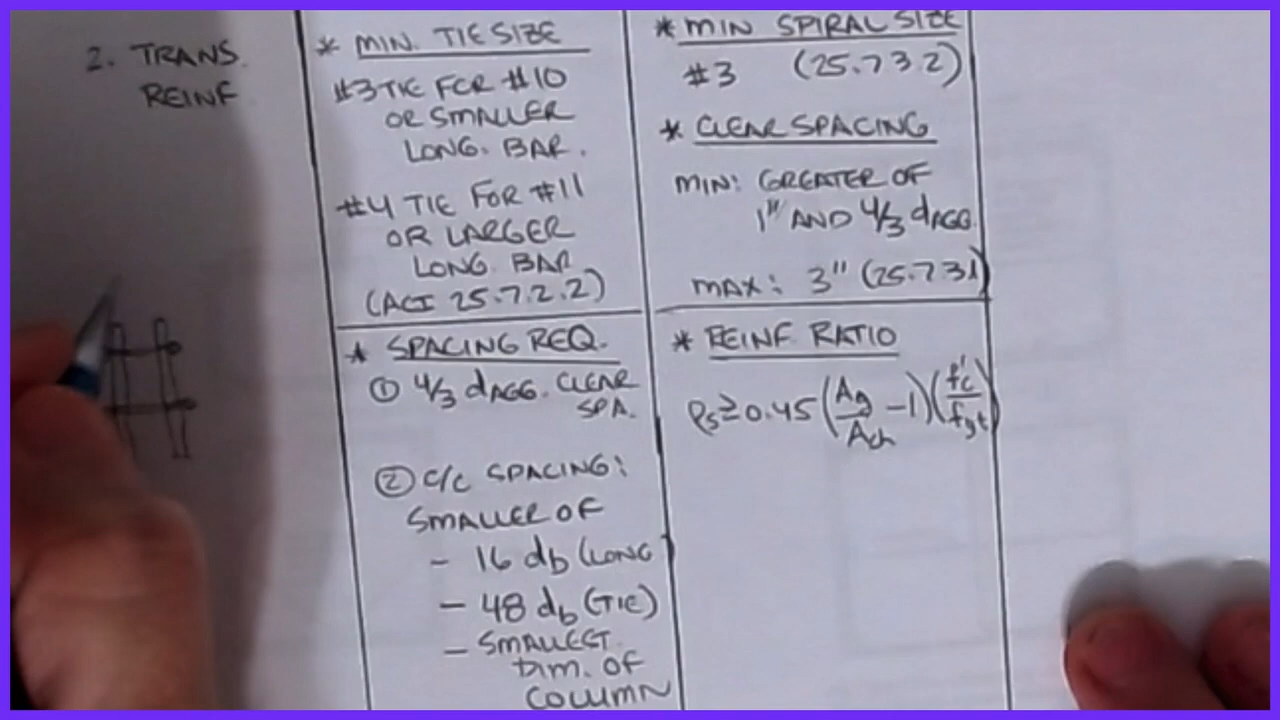 2. TRANS.
REINF
* MIN. TIE SIZE
#3 TIE FOR #10
OR SMALLER
LONG. BAR.
#4 TIE FOR #11
OR LARGER
LONG. BAR
(ACI 25.7.2.2)
* SPACING REQ.
① 4/3 dAGG. CLEAR
SPA.
② C/C SPACING:
SMALLER OF
- 16 db (LONG
- 48 db (TIE)
- SMALLEST
DIM. OF
COLUMN
* MIN SPIRAL SIZE
#3 (25.7.3.2)
* CLEAR SPACING
MIN: GREATER OF
1" AND 4/3 dAGG.
MAX: 3" (25.7.3.1)
* REINF RATIO
ρs ≥ 0.45 (Ag/Ach - 1)(f'c/fyt)